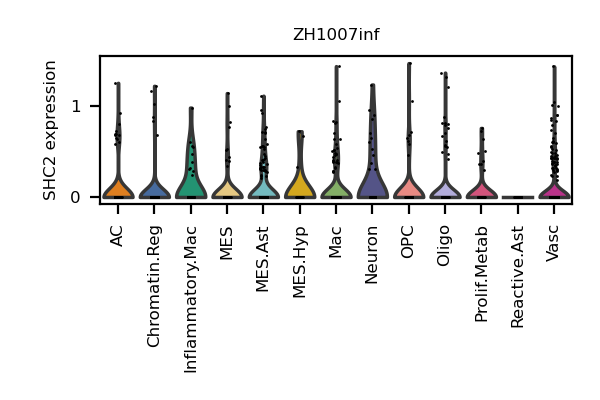 ZH1007inf
SHC2 expression
1
0
AC
Chromatin.Reg
Inflammatory.Mac
MES
MES.Ast
MES.Hyp
Mac
Neuron
OPC
Oligo
Prolif.Metab
Reactive.Ast
Vasc